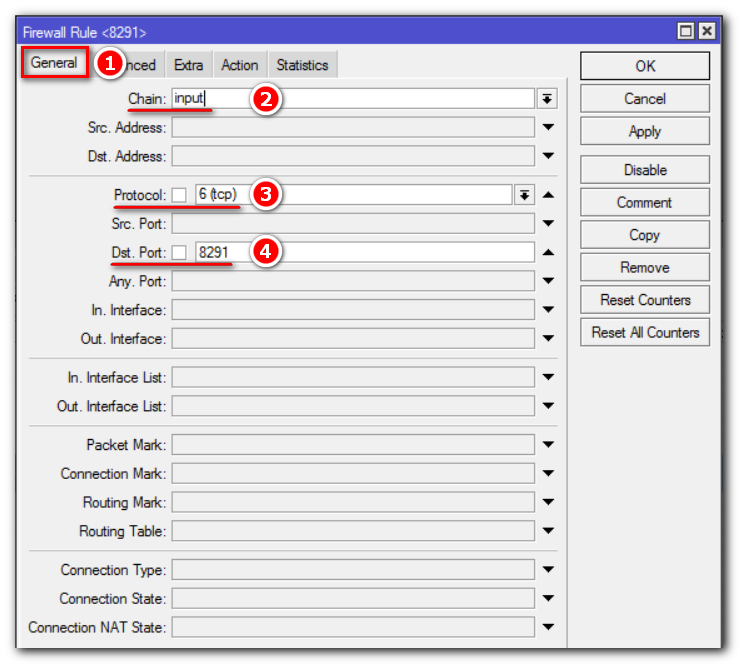 Firewall Rule <8291>
General 1 nced Extra Action Statistics
OK
Chain: input 2
Cancel
Src. Address:
Apply
Dst. Address:
Disable
Protocol: 6 (tcp) 3
Comment
Src. Port:
Copy
Dst. Port: 8291 4
Remove
Any. Port:
Reset Counters
In. Interface:
Out. Interface:
Reset All Counters
In. Interface List:
Out. Interface List:
Packet Mark:
Connection Mark:
Routing Mark:
Routing Table:
Connection Type:
Connection State:
Connection NAT State: